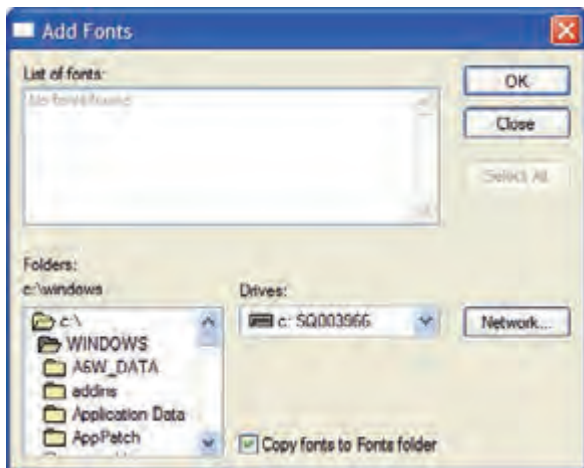 Add Fonts
List of fonts:
No fonts found
OK
Close
Select All
Folders:
c:\windows
Drives:
c:\
WINDOWS
A6W_DATA
addins
Application Data
AppPatch
c: SQ003966
Network...
Copy fonts to Fonts folder